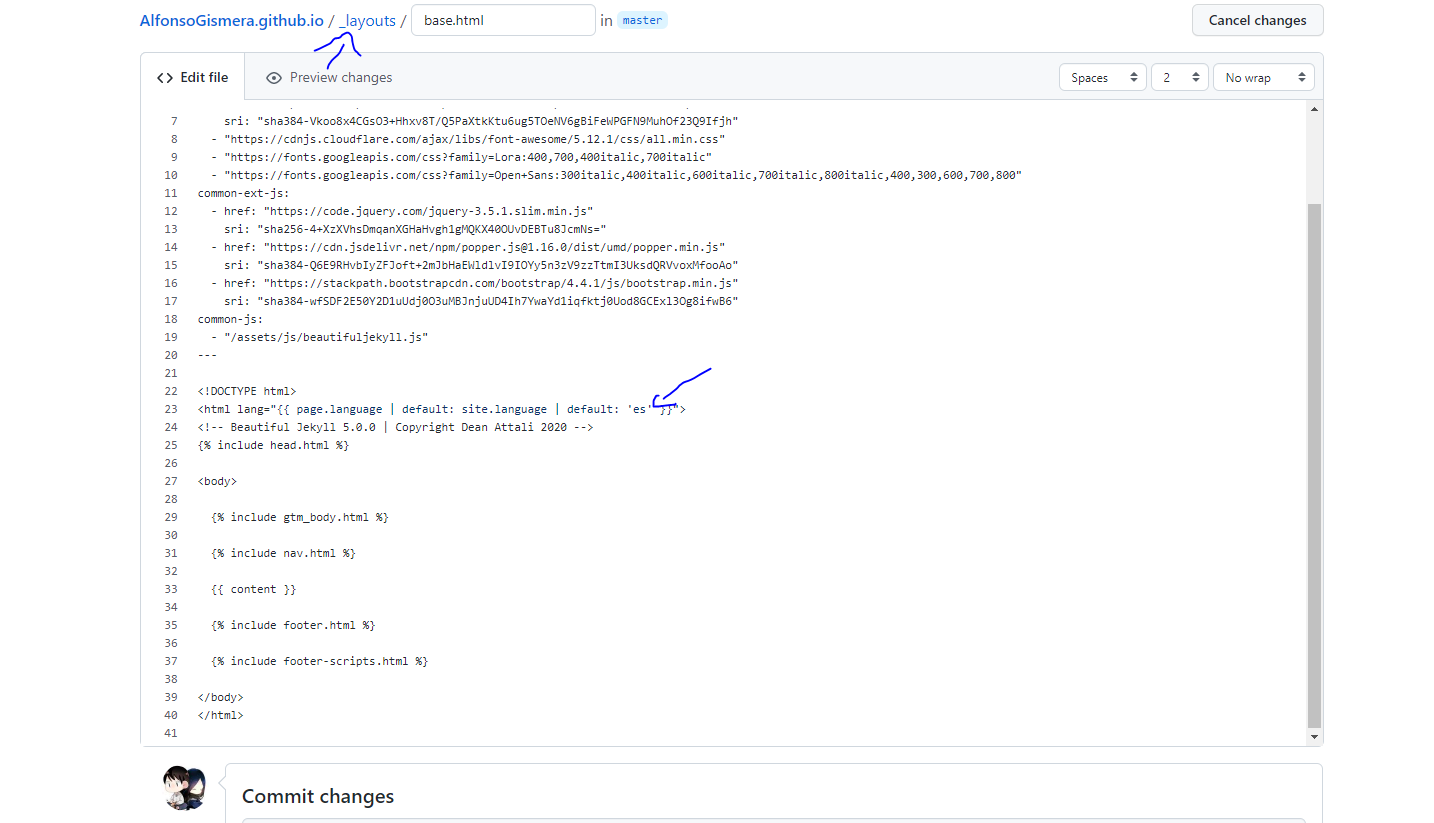 AlfonsoGismera.github.io / _layouts / base.html in master Cancel changes
<> Edit file Preview changes Spaces 2 No wrap
7 sri: "sha384-Vkoo8x4CGsO3+Hhxv8T/Q5PaXtkKtu6ug5TOeNV6gBiFeWPGFN9MuhOf23Q9Ifjh"
8 - "https://cdnjs.cloudflare.com/ajax/libs/font-awesome/5.12.1/css/all.min.css"
9 - "https://fonts.googleapis.com/css?family=Lora:400,700,400italic,700italic"
10 - "https://fonts.googleapis.com/css?family=Open+Sans:300italic,400italic,600italic,700italic,800italic,400,300,600,700,800"
11 common-ext-js:
12 - href: "https://code.jquery.com/jquery-3.5.1.slim.min.js"
13 sri: "sha256-4+XzXVhsDmqanXGHaHvgh1gMQKX40OUvDEBTu8JcmNs="
14 - href: "https://cdn.jsdelivr.net/npm/popper.js@1.16.0/dist/umd/popper.min.js"
15 sri: "sha384-Q6E9RHvbIyZFJoft+2mJbHaEWldlvI9IOYy5n3zV9zzTtmI3UksdQRVvoxMfooAo"
16 - href: "https://stackpath.bootstrapcdn.com/bootstrap/4.4.1/js/bootstrap.min.js"
17 sri: "sha384-wfSDF2E50Y2D1uUdj0O3uMBJnjuUD4Ih7YwaYd1iqfktj0Uod8GCExl3Og8ifwB6"
18 common-js:
19 - "/assets/js/beautifuljekyll.js"
20 ---
21
22 <!DOCTYPE html>
23 <html lang="{{ page.language | default: site.language | default: 'es' }}">
24 <!-- Beautiful Jekyll 5.0.0 | Copyright Dean Attali 2020 -->
25 {% include head.html %}
26
27 <body>
28
29 {% include gtm_body.html %}
30
31 {% include nav.html %}
32
33 {{ content }}
34
35 {% include footer.html %}
36
37 {% include footer-scripts.html %}
38
39 </body>
40 </html>
41
Commit changes